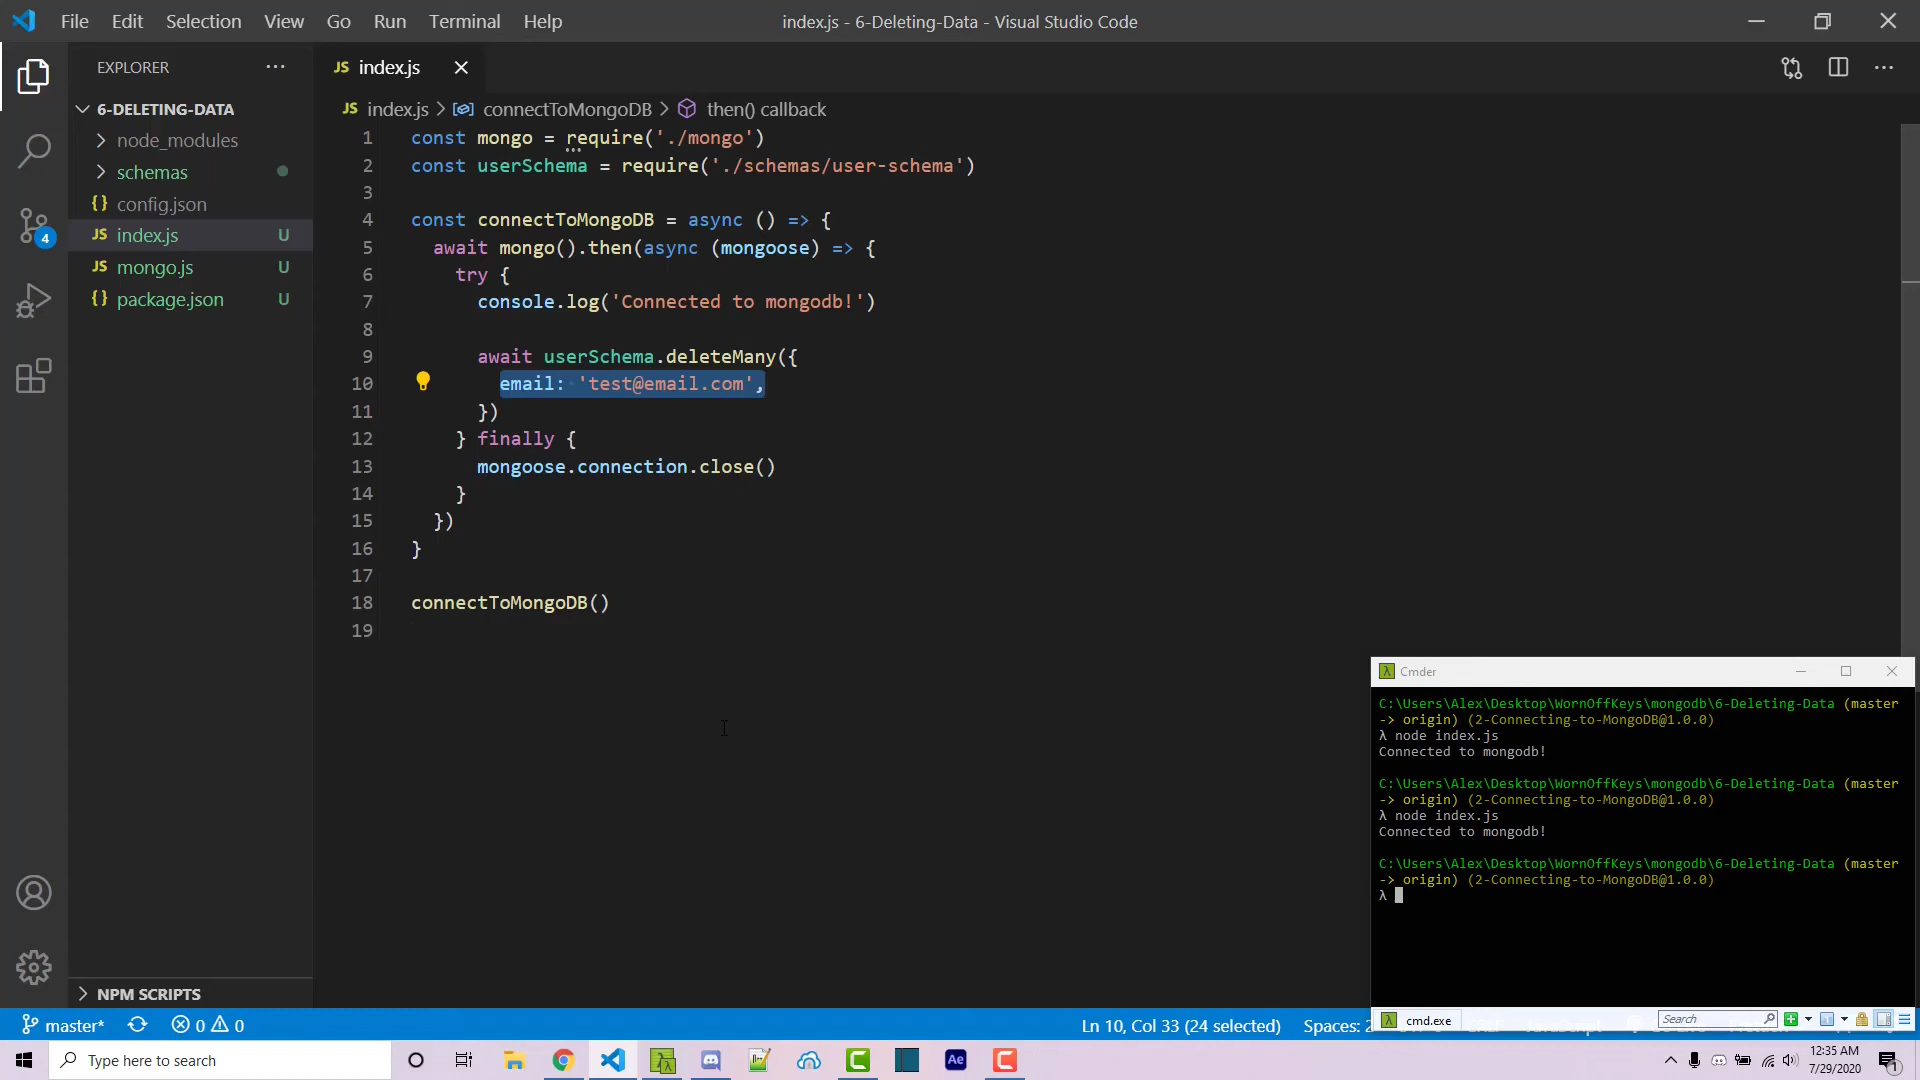 File Edit Selection View Go Run Terminal Help
index.js - 6-Deleting-Data - Visual Studio Code
EXPLORER
JS index.js
6-DELETING-DATA
JS index.js > connectToMongoDB > then() callback
node_modules
schemas
{} config.json
JS index.js U
JS mongo.js U
{} package.json U
4
1 const mongo = require('./mongo')
2 const userSchema = require('./schemas/user-schema')
3
4 const connectToMongoDB = async () => {
5 await mongo().then(async (mongoose) => {
6 try {
7 console.log('Connected to mongodb!')
8
9 await userSchema.deleteMany({
10 email: 'test@email.com',
11 })
12 } finally {
13 mongoose.connection.close()
14 }
15 })
16 }
17
18 connectToMongoDB()
19
NPM SCRIPTS
Cmder
C:\Users\Alex\Desktop\WornOffKeys\mongodb\6-Deleting-Data (master
-> origin) (2-Connecting-to-MongoDB@1.0.0)
λ node index.js
Connected to mongodb!
C:\Users\Alex\Desktop\WornOffKeys\mongodb\6-Deleting-Data (master
-> origin) (2-Connecting-to-MongoDB@1.0.0)
λ node index.js
Connected to mongodb!
C:\Users\Alex\Desktop\WornOffKeys\mongodb\6-Deleting-Data (master
-> origin) (2-Connecting-to-MongoDB@1.0.0)
λ
cmd.exe
Search
master* 0 0
Ln 10, Col 33 (24 selected) Spaces: 2
Type here to search
Ae
12:35 AM
7/29/2020
1